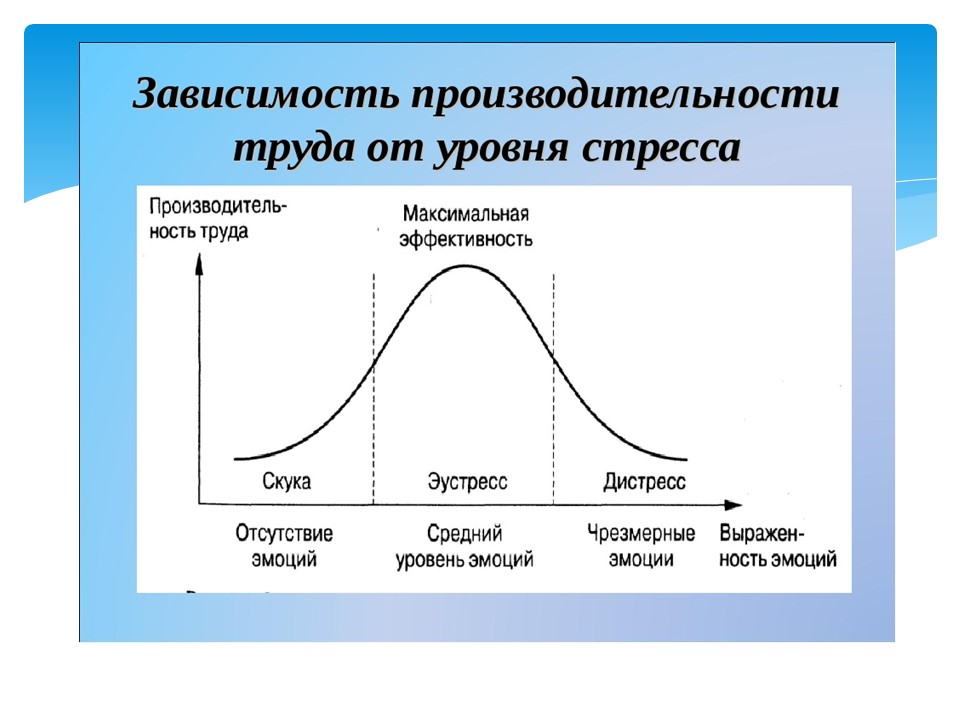 Зависимость производительности
труда от уровня стресса
Производитель-
ность труда
Максимальная
эффективность
Скука
Эустресс
Дистресс
Отсутствие
эмоций
Средний
уровень эмоций
Чрезмерные
эмоции
Выражен-
ность эмоций